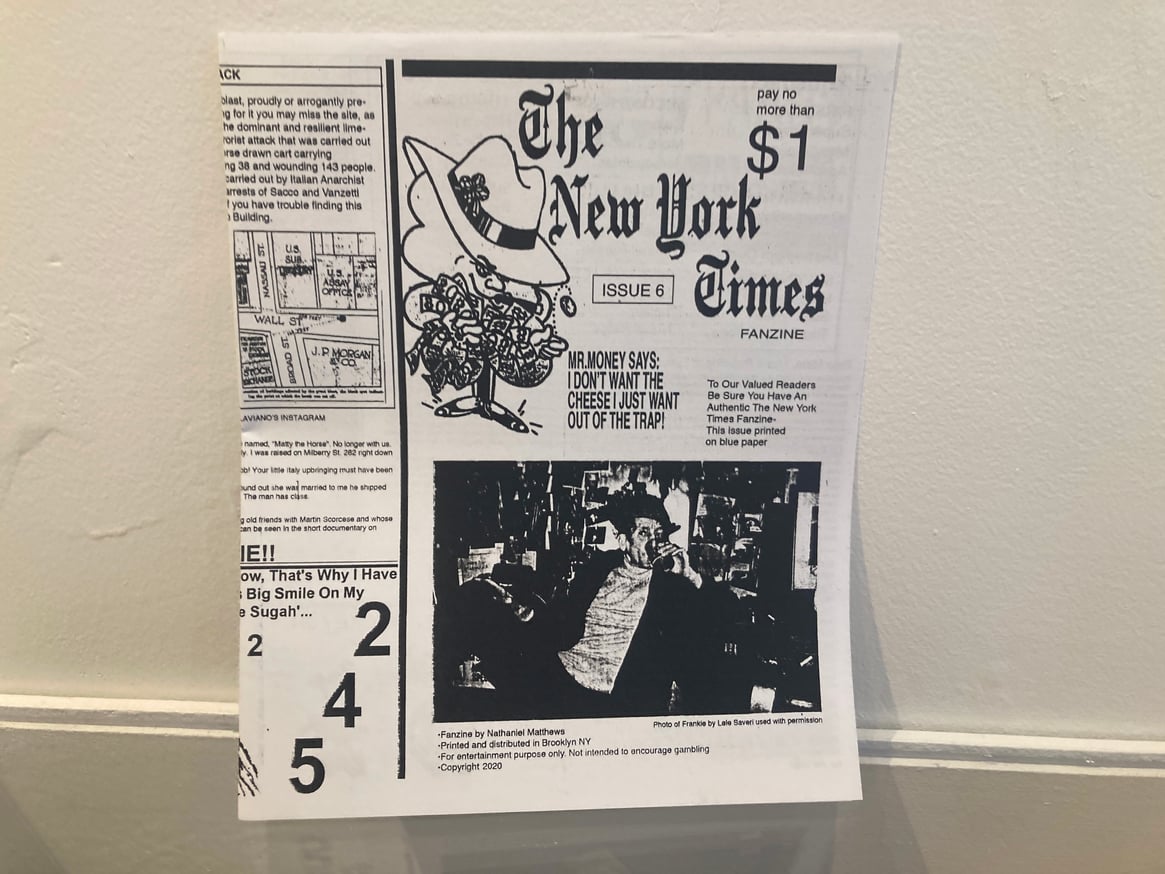 ACK
blast, proudly or arrogantly pre-
g for it you may miss the site, as
he dominant and resilient lime-
rorist attack that was carried out
rse drawn cart carrying
ng 38 and wounding 143 people.
carried out by Italian Anarchist
arrests of Sacco and Vanzetti
f you have trouble finding this
Building.
NASSAU ST.
U.S.
SUB
U.S.
ASSAY
OFFICE
WALL ST
BROAD ST.
J.P. MORGAN
& CO.
STOCK
EXCHANGE
LAVIANO'S INSTAGRAM
named, "Matty the Horse". No longer with us.
ly. I was raised on Milberry St. 262 right down
ob! Your little italy upbringing must have been
und out she was married to me he shipped
The man has class.
g old friends with Martin Scorcese and whose
can be seen in the short documentary on
IE!!
ow, That's Why I Have
Big Smile On My
e Sugah'...
2
2
4
5
The
New York
Times
FANZINE
pay no
more than
$1
ISSUE 6
MR.MONEY SAYS:
I DON'T WANT THE
CHEESE I JUST WANT
OUT OF THE TRAP!
To Our Valued Readers
Be Sure You Have An
Authentic The New York
Times Fanzine-
This issue printed
on blue paper
Photo of Frankie by Lele Saveri used with permission
·Fanzine by Nathaniel Matthews
·Printed and distributed in Brooklyn NY
·For entertainment purpose only. Not intended to encourage gambling
·Copyright 2020